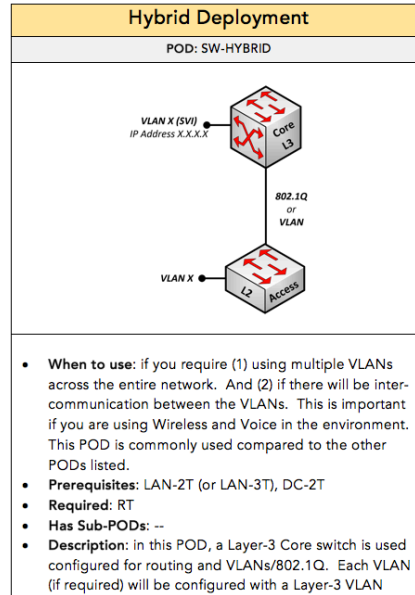 Hybrid Deployment
POD: SW-HYBRID
VLAN X (SVI)
IP Address X.X.X.X
Core
L3
802.1Q
or
VLAN
VLAN X
L2
Access
• When to use: if you require (1) using multiple VLANs
across the entire network. And (2) if there will be inter-
communication between the VLANs. This is important
if you are using Wireless and Voice in the environment.
This POD is commonly used compared to the other
PODs listed.
• Prerequisites: LAN-2T (or LAN-3T), DC-2T
• Required: RT
• Has Sub-PODs: --
• Description: in this POD, a Layer-3 Core switch is used
configured for routing and VLANs/802.1Q. Each VLAN
(if required) will be configured with a Layer-3 VLAN